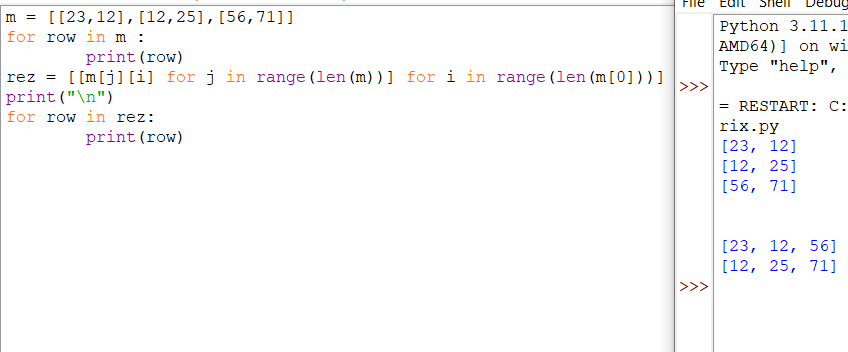 m = [[23,12],[12,25],[56,71]]
for row in m :
        print(row)
rez = [[m[j][i] for j in range(len(m))] for i in range(len(m[0]))]
print("\n")
for row in rez:
        print(row)
File Edit Shell Debug
Python 3.11.1
AMD64)] on wi
Type "help",
>>>
= RESTART: C:
rix.py
[23, 12]
[12, 25]
[56, 71]
[23, 12, 56]
[12, 25, 71]
>>>